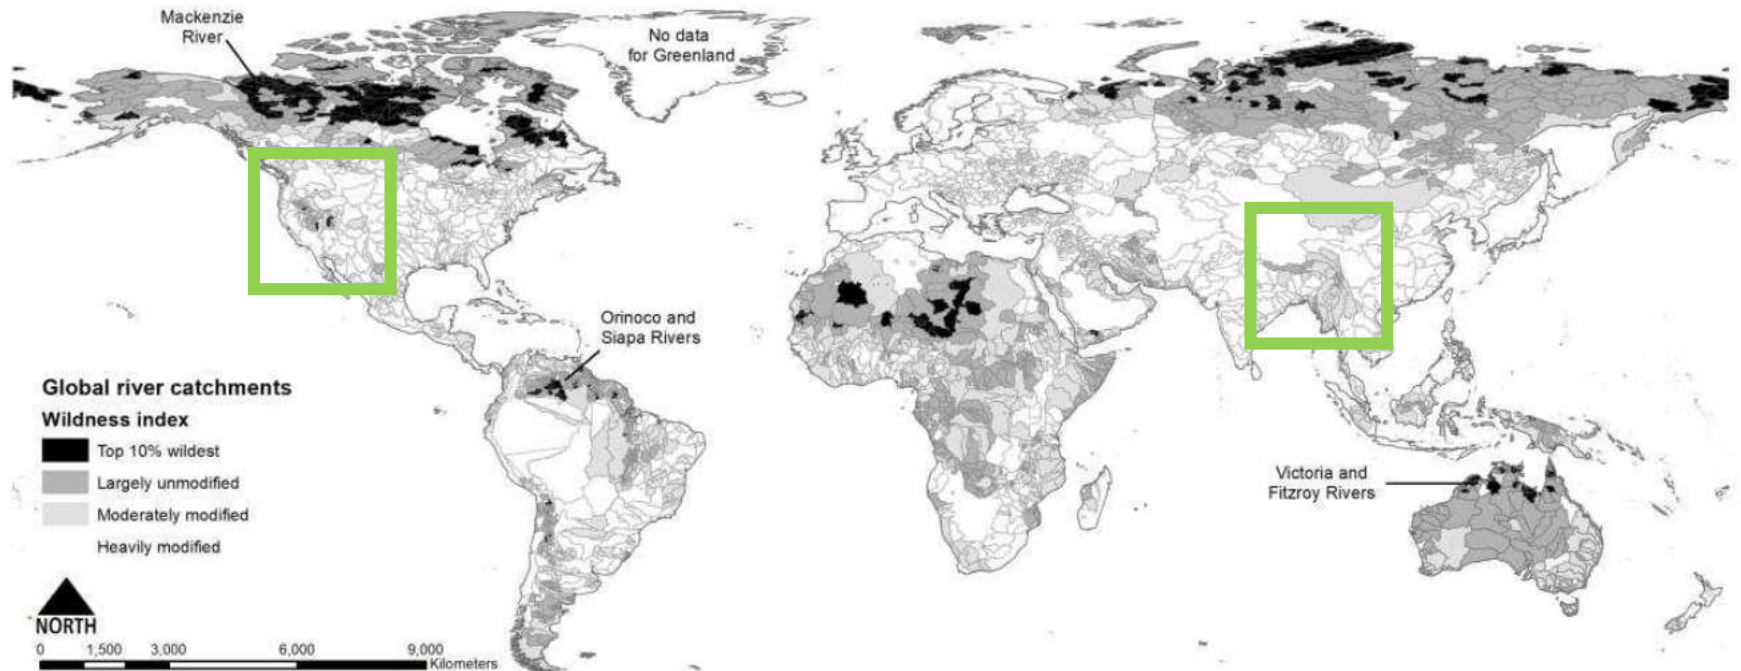 Mackenzie
River
No data
for Greenland
Orinoco and
Siapa Rivers
Global river catchments
Wildness index
Top 10% wildest
Largely unmodified
Moderately modified
Heavily modified
Victoria and
Fitzroy Rivers
NORTH
0 1,500 3,000 6,000 9,000
Kilometers